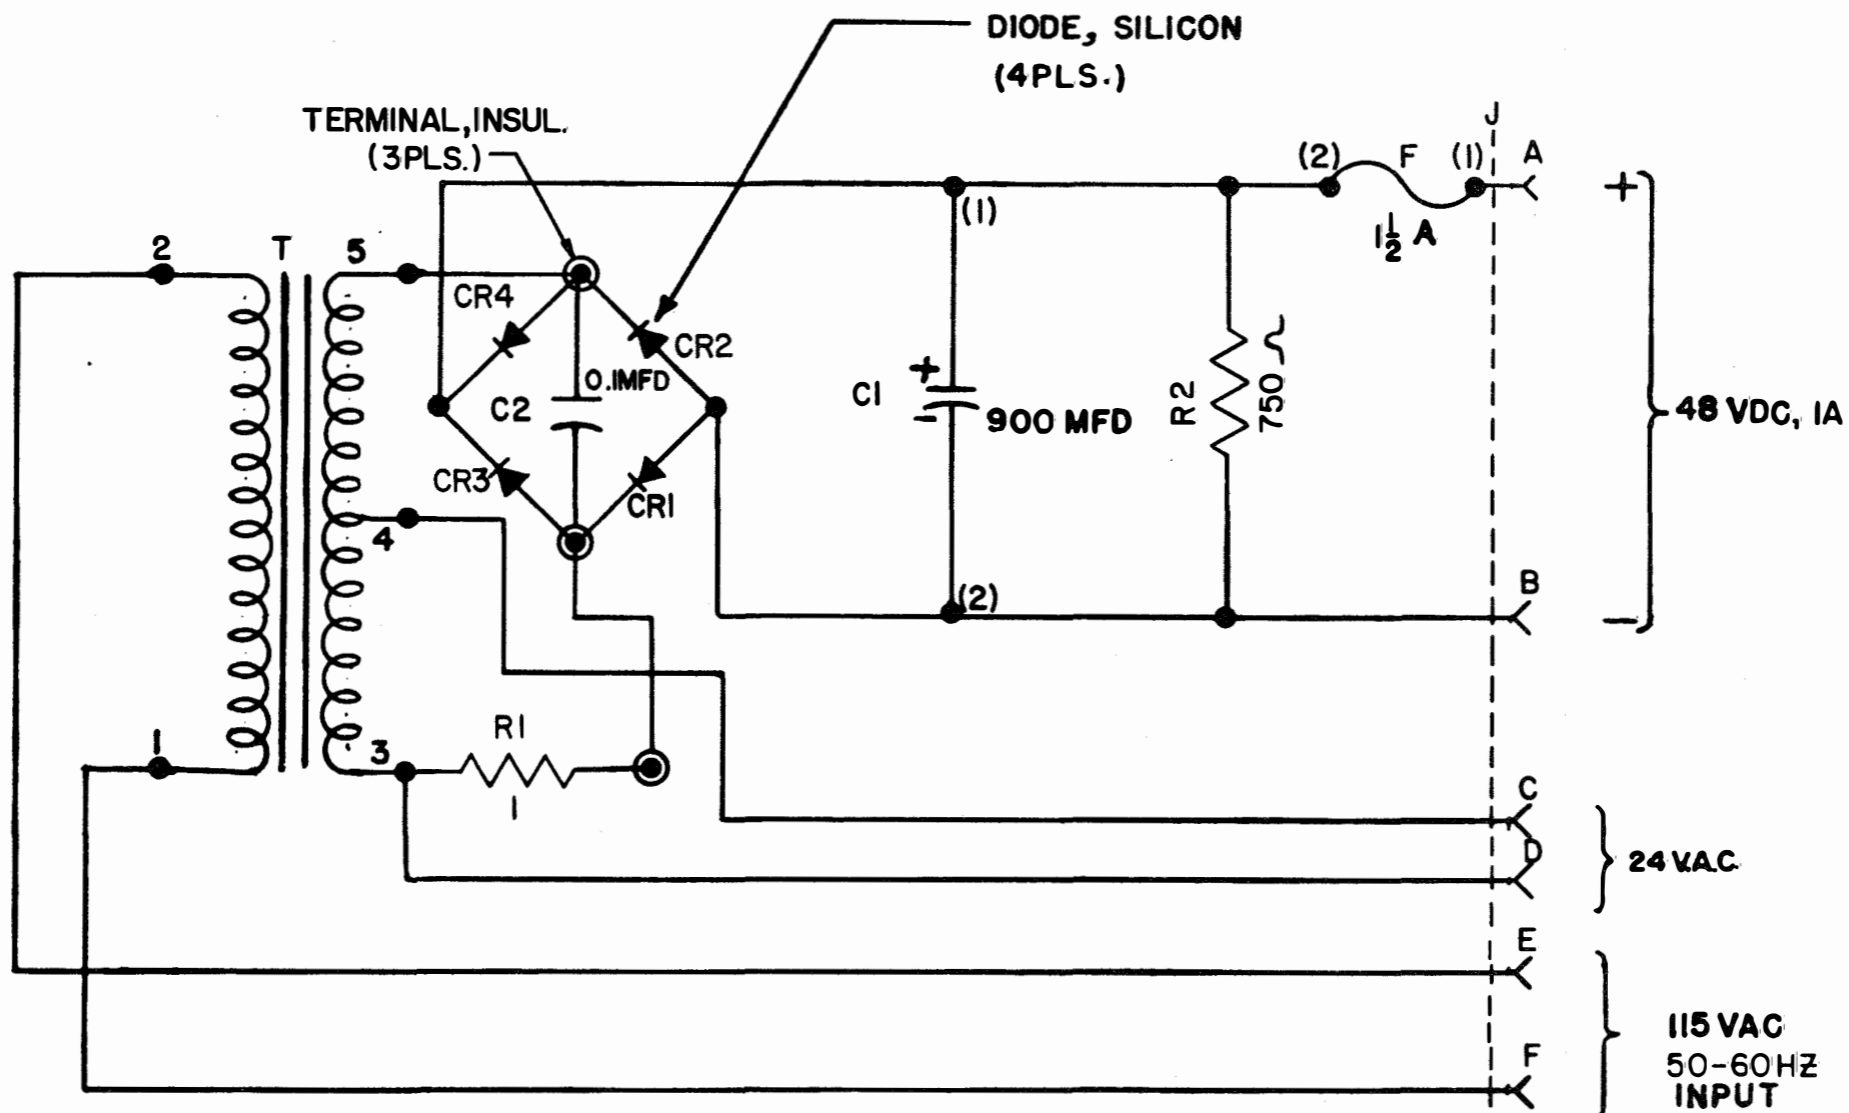 DIODE, SILICON
(4PLS.)
TERMINAL, INSUL.
(3PLS.)
J
(2) F (1) A
+
(1)
1½ A
2 T 5
CR4
CR2
0.1MFD
C2
C1
+
-
900 MFD
R2
750 Ω
48 VDC, 1A
CR3
CR1
4
(2)
B
-
R1
1
3
1
C
D
24 V.A.C.
E
F
115 VAC
50-60HZ
INPUT